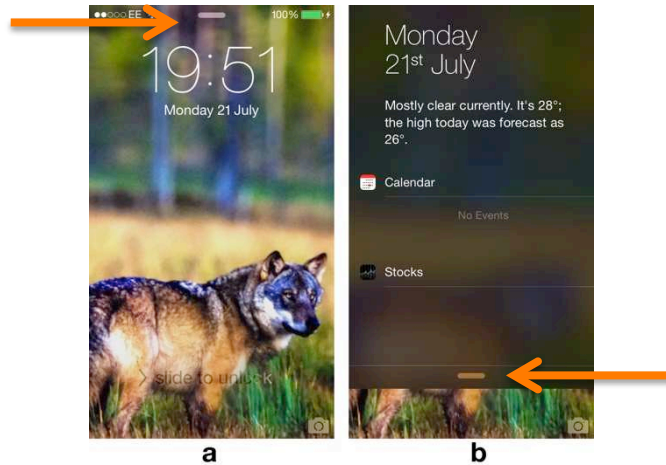 EE
100%
19:51
Monday 21 July
> slide to unlock
a
Monday
21st July
Mostly clear currently. It's 28°;
the high today was forecast as
26°.
Calendar
No Events
Stocks
b